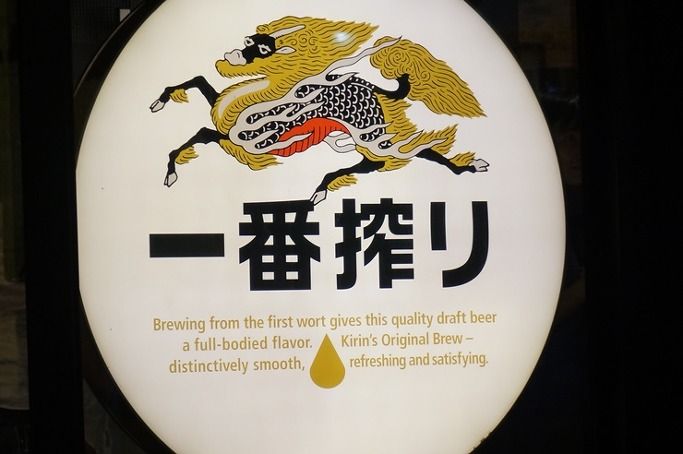 一番搾り
Brewing from the first wort gives this quality draft beer
a full-bodied flavor. Kirin's Original Brew –
distinctively smooth, refreshing and satisfying.